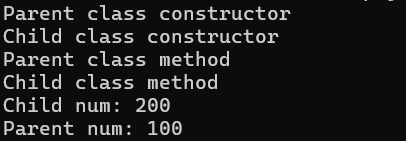 Parent class constructor
Child class constructor
Parent class method
Child class method
Child num: 200
Parent num: 100